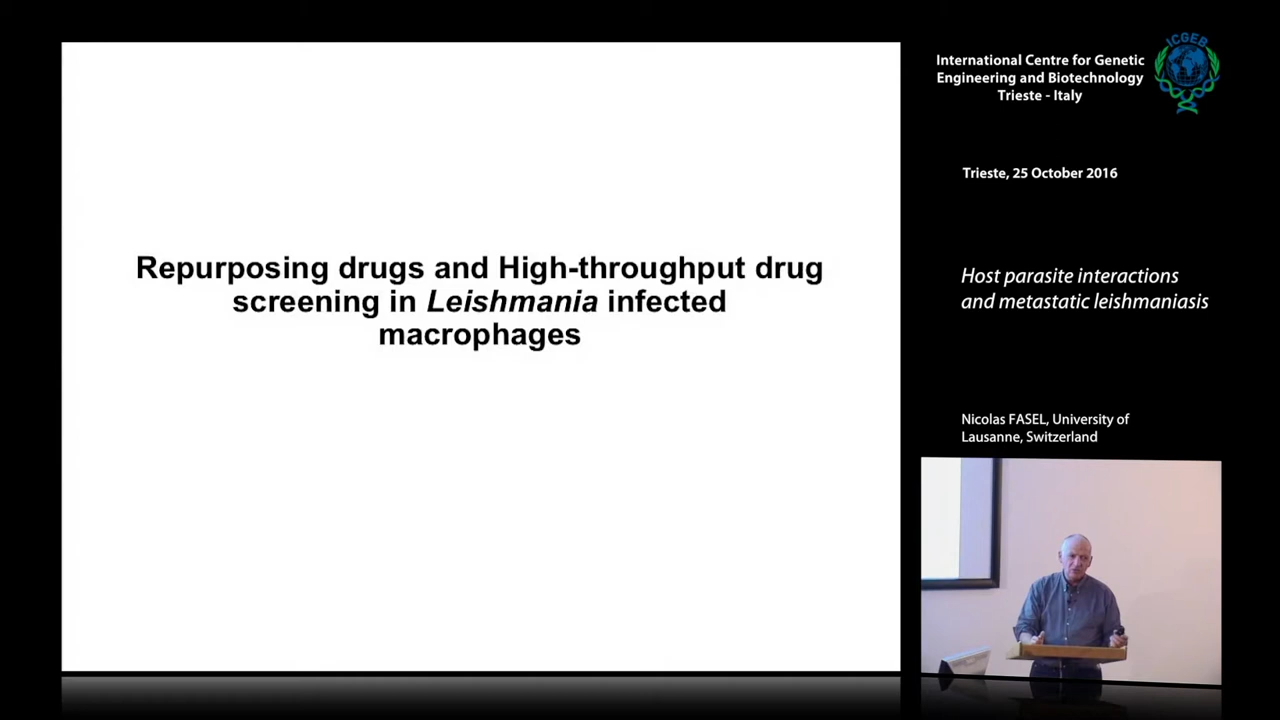 Repurposing drugs and High-throughput drug
screening in Leishmania infected
macrophages
ICGEB
International Centre for Genetic
Engineering and Biotechnology
Trieste - Italy
Trieste, 25 October 2016
Host parasite interactions
and metastatic leishmaniasis
Nicolas FASEL, University of
Lausanne, Switzerland